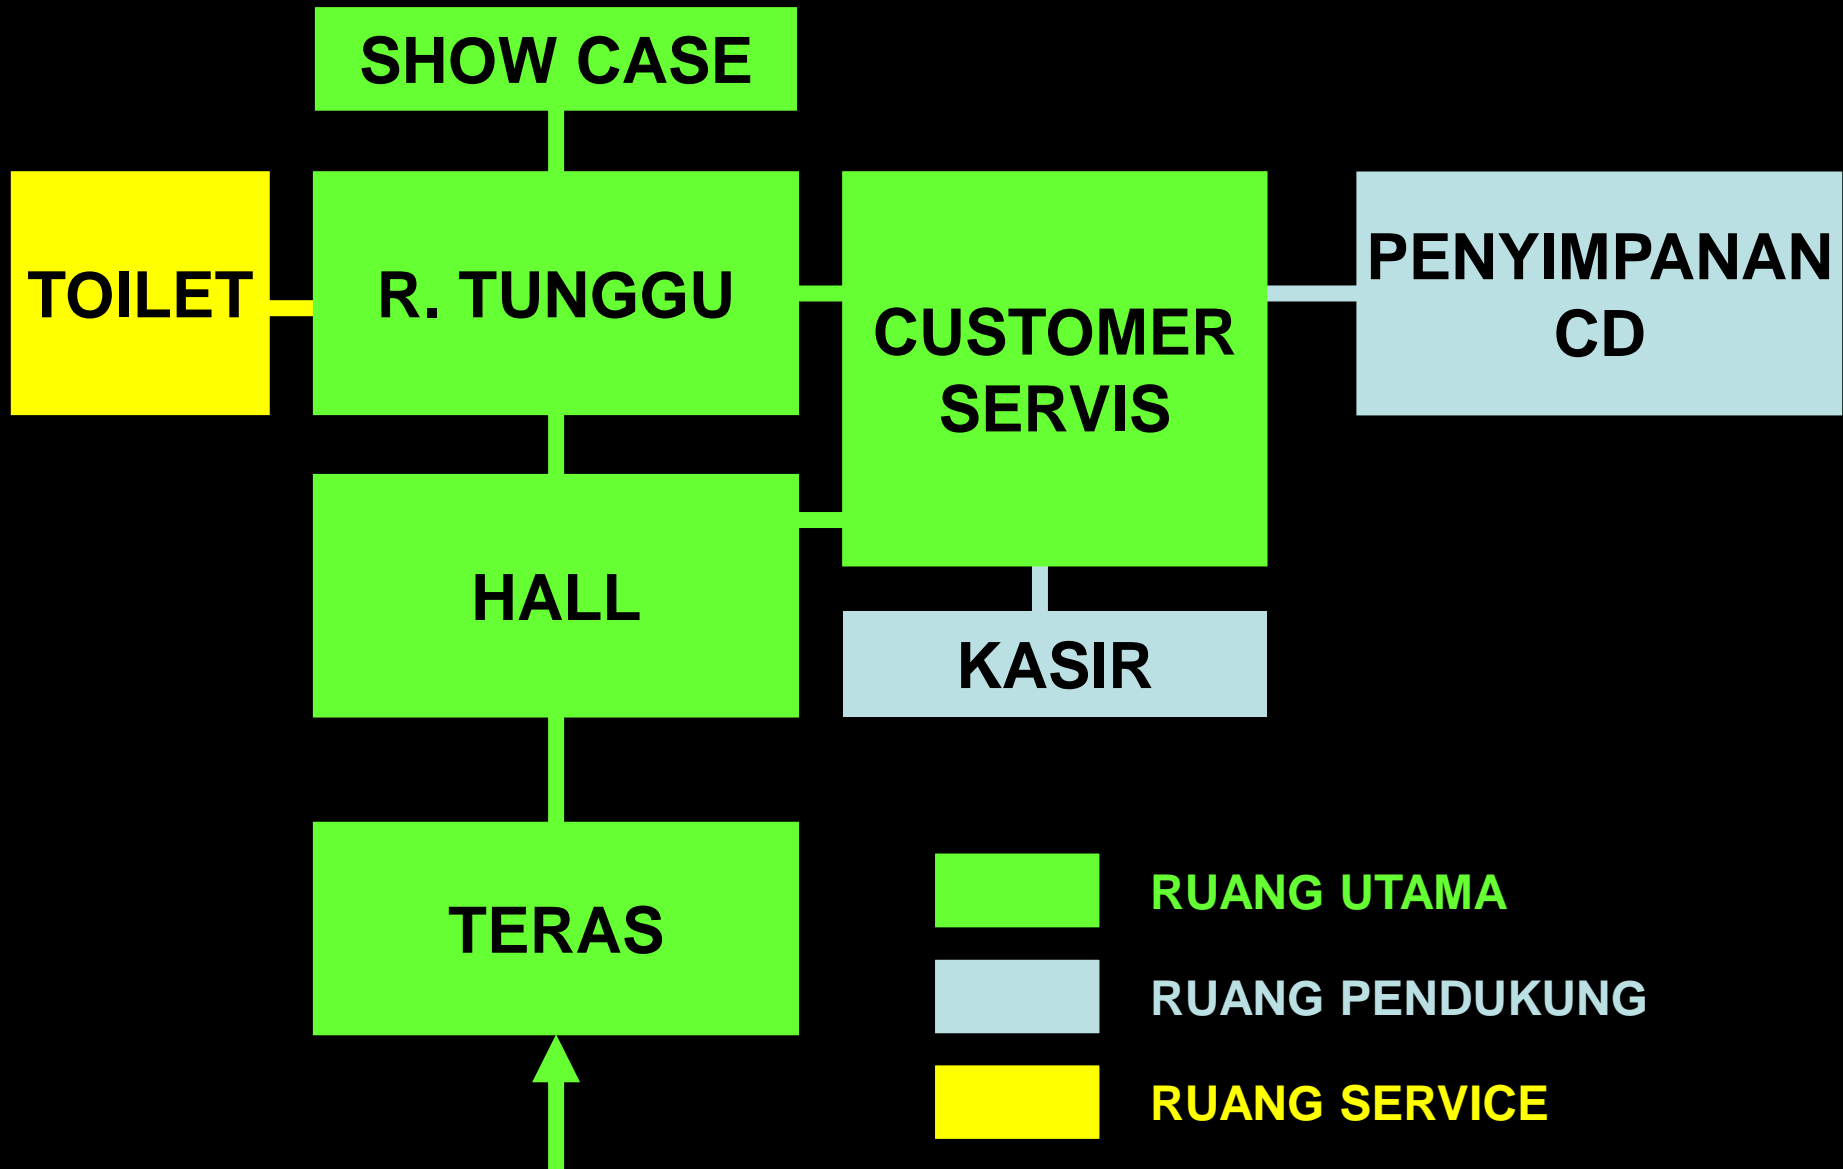 SHOW CASE
TOILET
R. TUNGGU
CUSTOMER
SERVIS
PENYIMPANAN
CD
HALL
KASIR
TERAS
RUANG UTAMA
RUANG PENDUKUNG
RUANG SERVICE